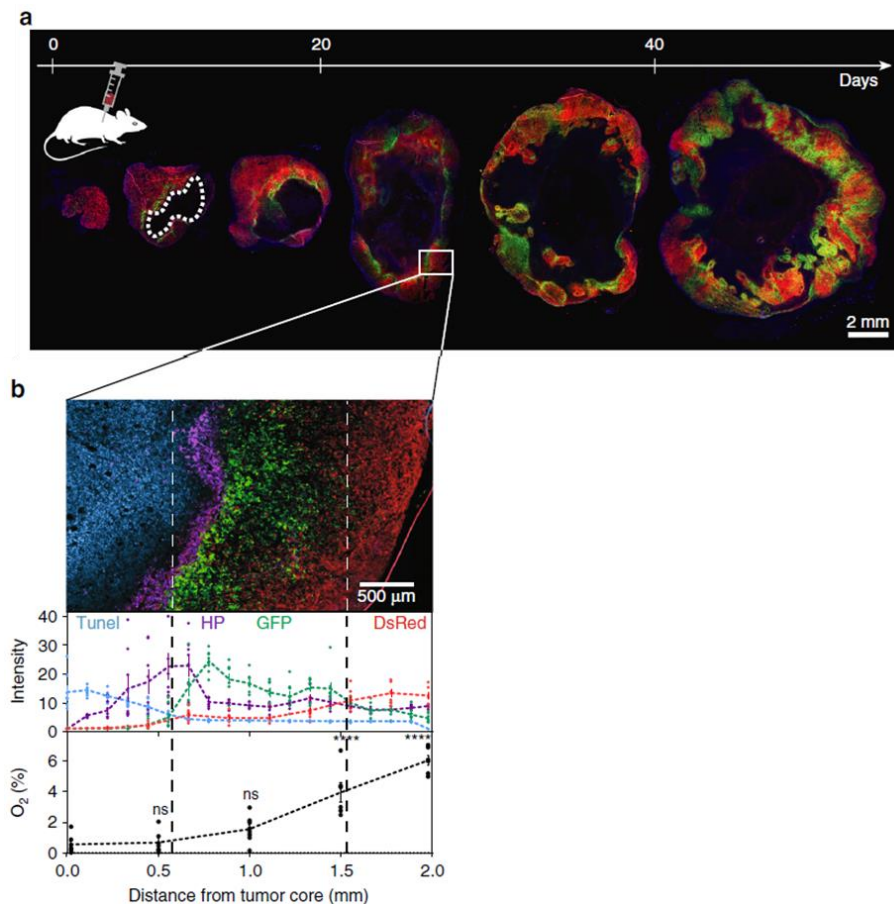 a
0 20 40
Days
2 mm
b
500 µm
Tunel HP GFP DsRed
40
30
20
10
0
Intensity
**** ****
6
4
2
0
O2 (%)
ns ns
0.0 0.5 1.0 1.5 2.0
Distance from tumor core (mm)